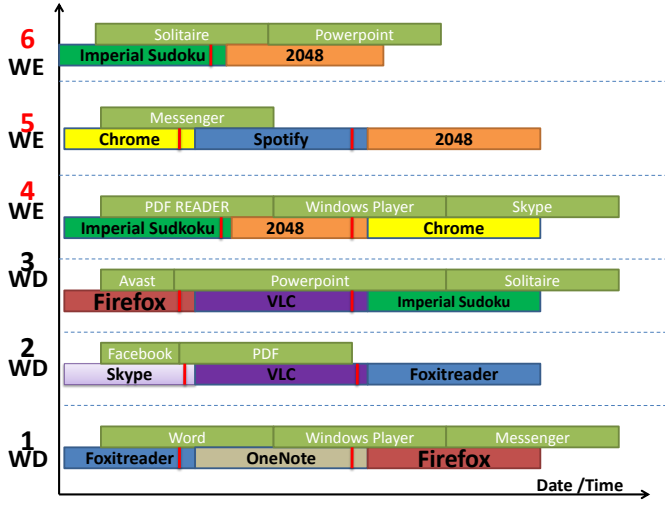 6
WE
Solitaire Powerpoint
Imperial Sudoku 2048
5
WE
Messenger
Chrome Spotify 2048
4
WE
PDF READER Windows Player Skype
Imperial Sudkoku 2048 Chrome
3
WD
Avast Powerpoint Solitaire
Firefox VLC Imperial Sudoku
2
WD
Facebook PDF
Skype VLC Foxitreader
1
WD
Word Windows Player Messenger
Foxitreader OneNote Firefox
Date /Time